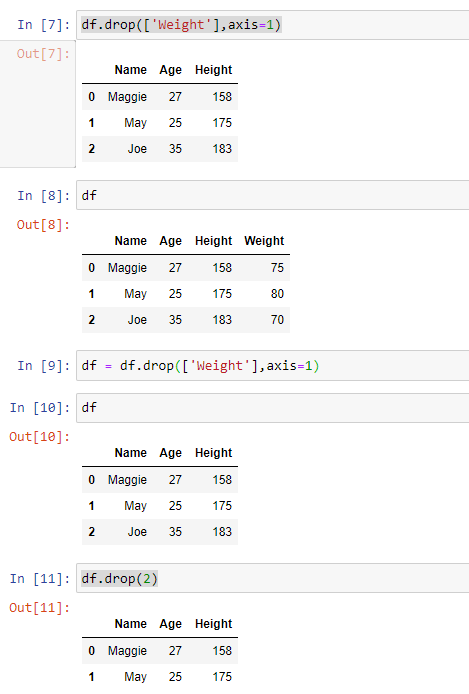 In [7]: df.drop(['Weight'],axis=1)
Out[7]:
Name Age Height
0 Maggie 27 158
1 May 25 175
2 Joe 35 183
In [8]: df
Out[8]:
Name Age Height Weight
0 Maggie 27 158 75
1 May 25 175 80
2 Joe 35 183 70
In [9]: df = df.drop(['Weight'],axis=1)
In [10]: df
Out[10]:
Name Age Height
0 Maggie 27 158
1 May 25 175
2 Joe 35 183
In [11]: df.drop(2)
Out[11]:
Name Age Height
0 Maggie 27 158
1 May 25 175